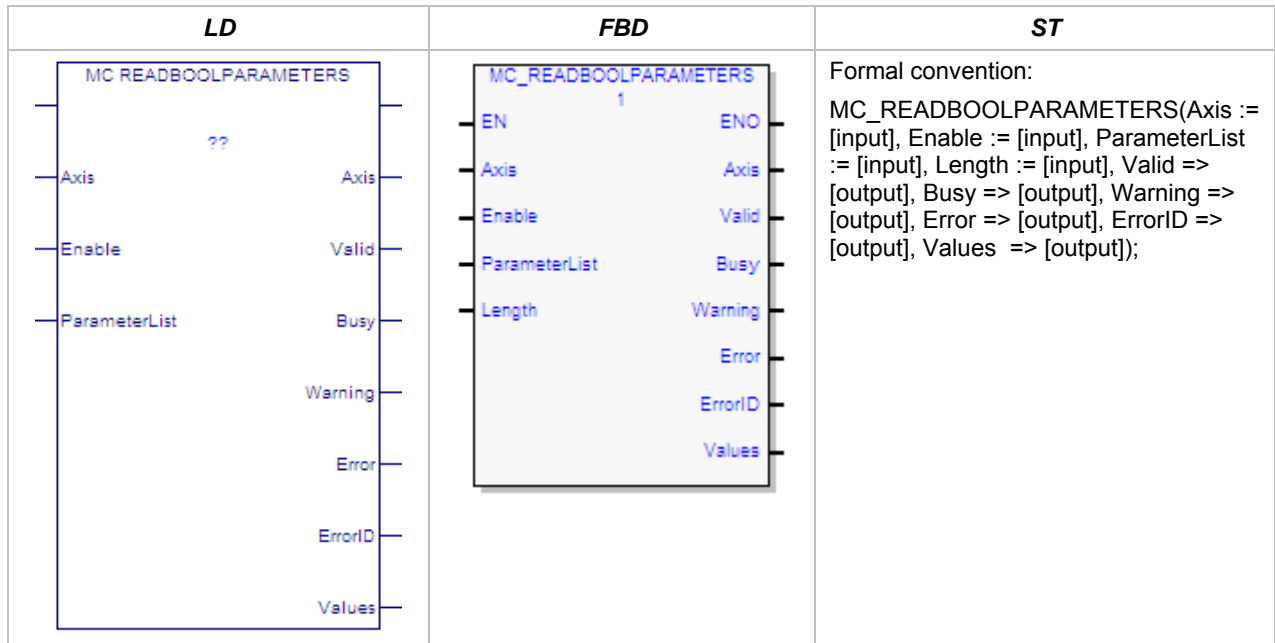 LD
FBD
ST
MC READBOOLPARAMETERS
??
Axis Axis
Enable Valid
ParameterList Busy
Warning
Error
ErrorID
Values
MC_READBOOLPARAMETERS
1
EN ENO
Axis Axis
Enable Valid
ParameterList Busy
Length Warning
Error
ErrorID
Values
Formal convention:
MC_READBOOLPARAMETERS(Axis :=
[input], Enable := [input], ParameterList
:= [input], Length := [input], Valid =>
[output], Busy => [output], Warning =>
[output], Error => [output], ErrorID =>
[output], Values => [output]);